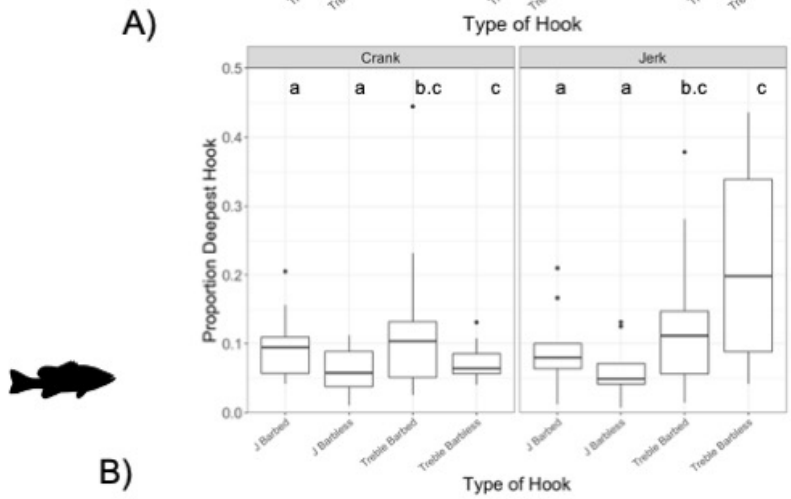 A)
Type of Hook
Crank Jerk
0.5
a a b.c c a a b.c c
0.4
0.3
0.2
0.1
0.0
Proportion Deepest Hook
J Barbed J Barbless Treble Barbed Treble Barbless J Barbed J Barbless Treble Barbed Treble Barbless
B)
Type of Hook